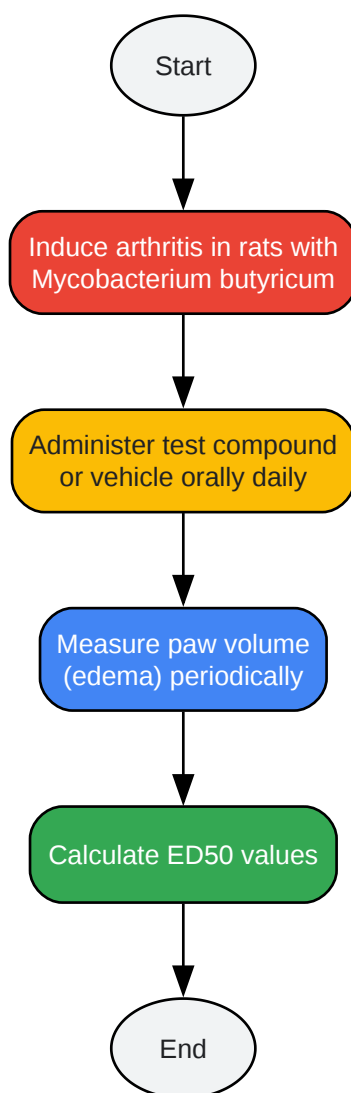 Start
Induce arthritis in rats with
Mycobacterium butyricum
Administer test compound
or vehicle orally daily
Measure paw volume
(edema) periodically
Calculate ED50 values
End